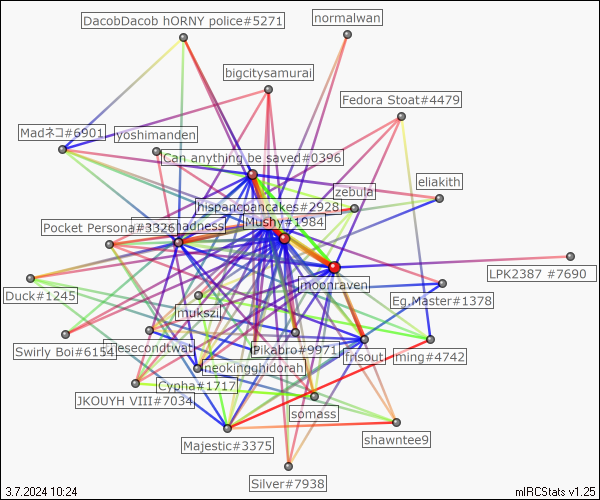 DacobDacob hORNY police#5271
normalwan
bigcitysamurai
Fedora Stoat#4479
Madネコ#6901
yoshimanden
Can anything be saved#0396
zebula
eliakith
hispancpancakes#2928
Mushy#1984
Pocket Persona#3326
adness
moonraven
LPK2387 #7690
Duck#1245
Eg.Master#1378
mukszi
Swirly Boi#6154
esecondtwat
Pikabro#9971
frisout
ming#4742
neokingghidorah
Cypha#1717
JKOUYH VIII#7034
somass
Majestic#3375
shawntee9
Silver#7938
3.7.2024 10:24
mIRCStats v1.25